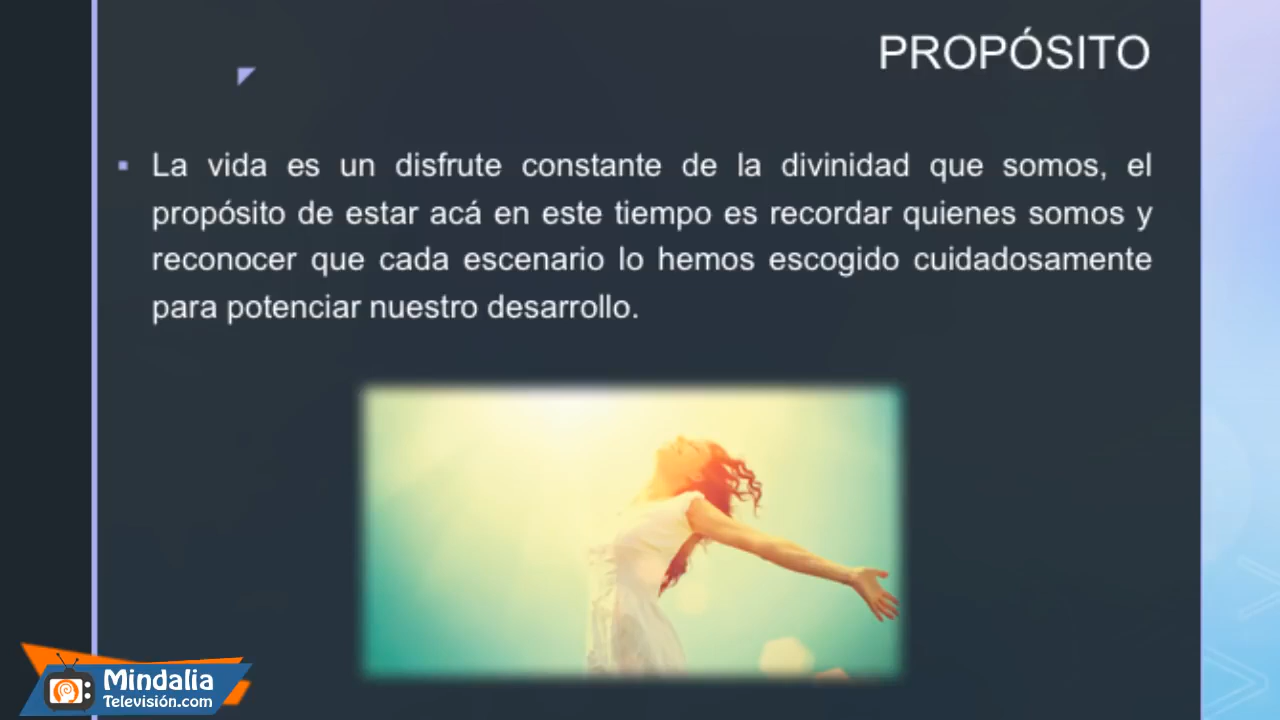 PROPÓSITO
La vida es un disfrute constante de la divinidad que somos, el
propósito de estar acá en este tiempo es recordar quienes somos y
reconocer que cada escenario lo hemos escogido cuidadosamente
para potenciar nuestro desarrollo.
Mindalia
Televisión.com